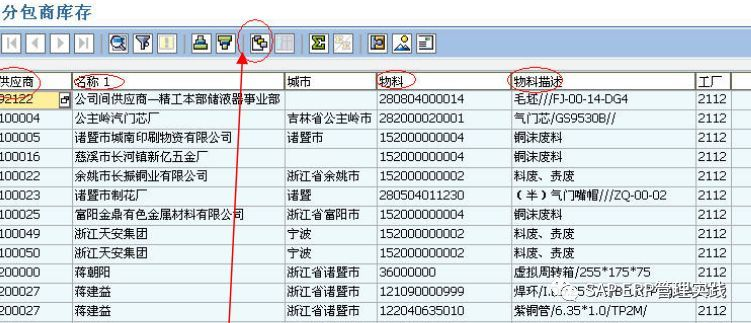 分包商库存
供应商 名称 1 城市 物料 物料描述 工厂
92122 公司间供应商—精工本部储液器事业部 280804000014 毛坯///FJ-00-14-DG4 2112
100004 公主岭汽门芯厂 吉林省公主岭市 282000020001 气门芯/GS9530B// 2112
100005 诸暨市城南印刷物资有限公司 诸暨市 152000000004 铜沫废料 2112
100016 慈溪市长河镇新亿五金厂 152000000004 铜沫废料 2112
100022 余姚市长振铜业有限公司 浙江省余姚市 152000000002 料废、责废 2112
100023 诸暨市制花厂 诸暨 280504011230 （半）气门嘴帽///ZQ-00-02 2112
100025 富阳金鼎有色金属材料有限公司 浙江省富阳市 152000000004 铜沫废料 2112
100049 浙江天安集团 宁波 152000000002 料废、责废 2112
100050 浙江天安集团 宁波 152000000002 料废、责废 2112
200000 蒋朝阳 浙江省诸暨市 36000000 虚拟周转箱/255*175*75 2112
200027 蒋建益 浙江省诸暨市 121090000999 焊环/1. 2112
200027 蒋建益 浙江省诸暨市 122040635010 紫铜管/6.35*1.0/TP2M/ 2112
SAPERP管理实践